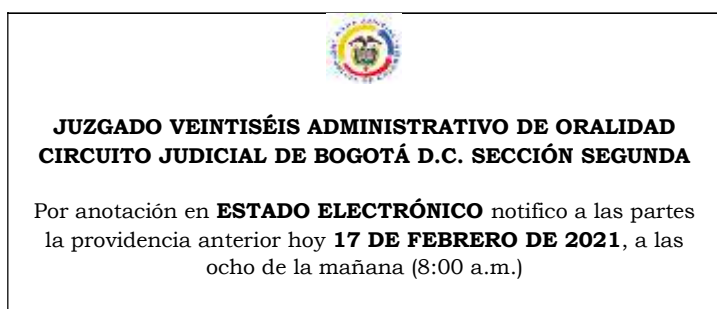 JUZGADO VEINTISÉIS ADMINISTRATIVO DE ORALIDAD
CIRCUITO JUDICIAL DE BOGOTÁ D.C. SECCIÓN SEGUNDA
Por anotación en ESTADO ELECTRÓNICO notifico a las partes
la providencia anterior hoy 17 DE FEBRERO DE 2021, a las
ocho de la mañana (8:00 a.m.)